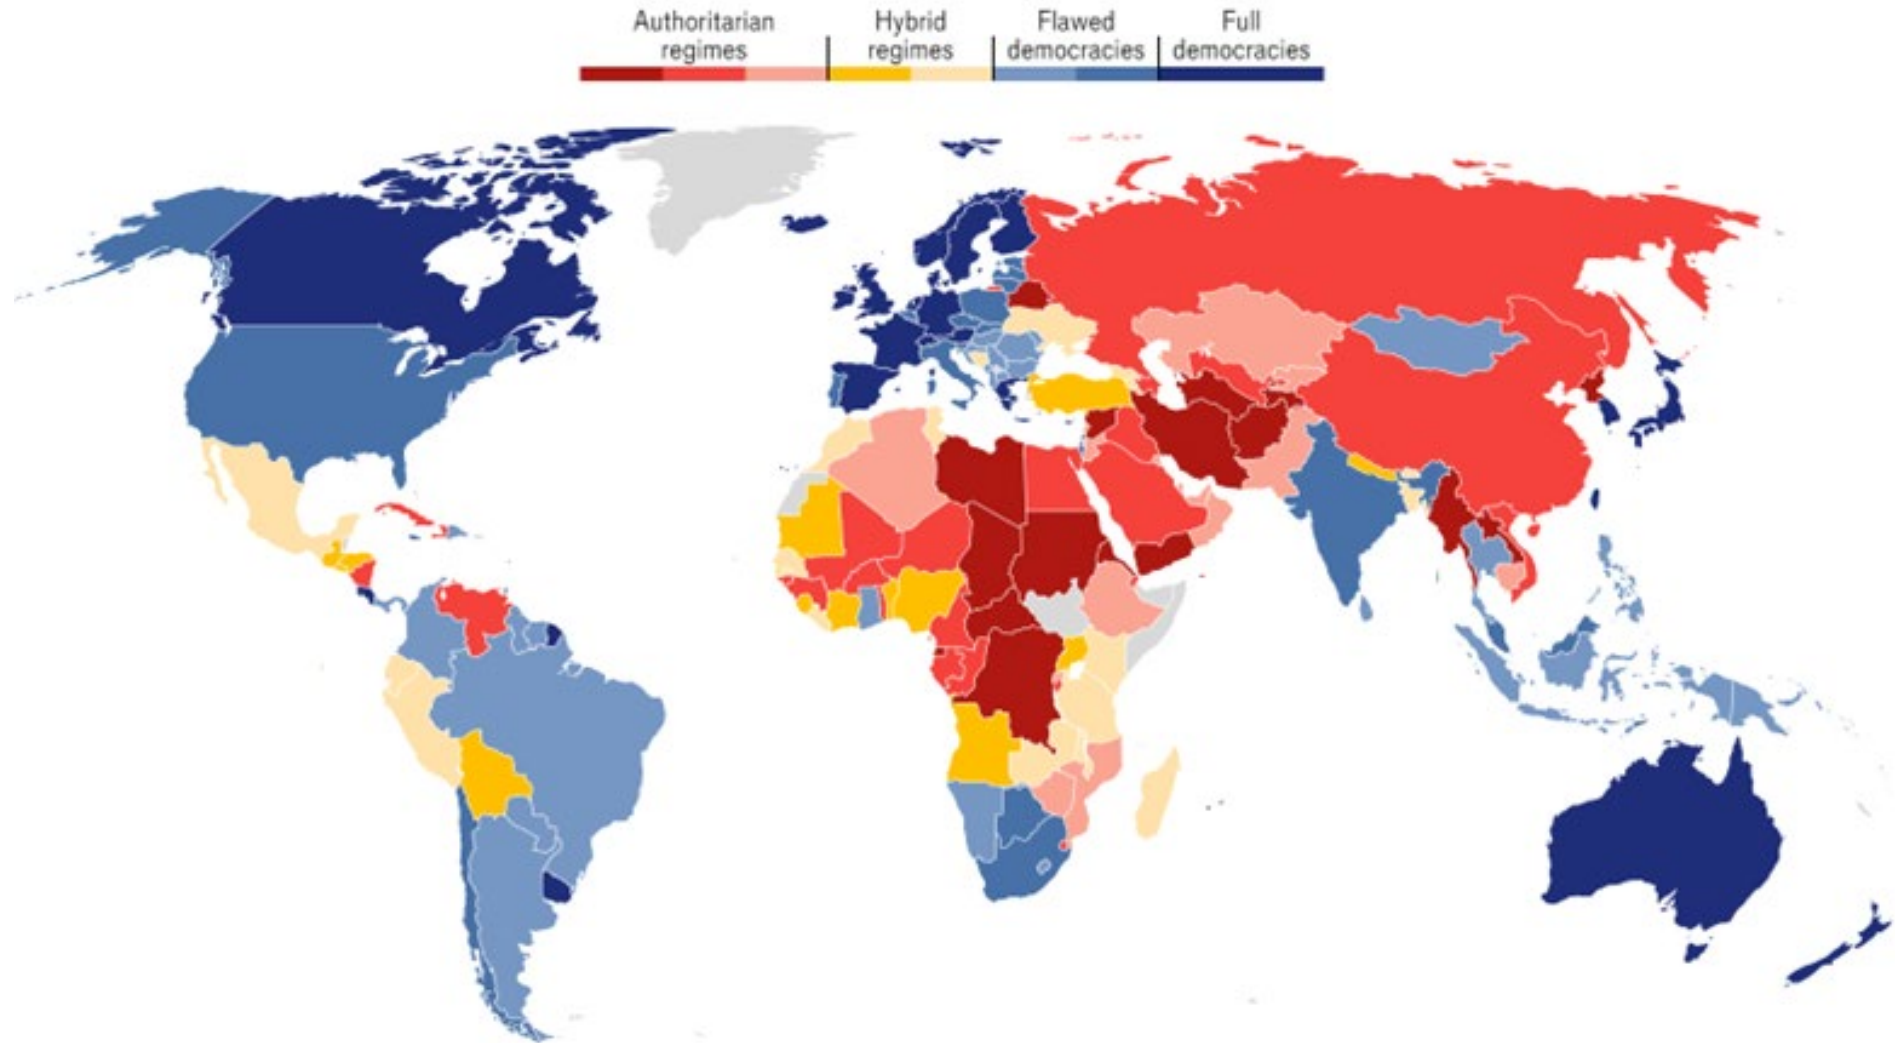 Authoritarian
regimes
Hybrid
regimes
Flawed
democracies
Full
democracies